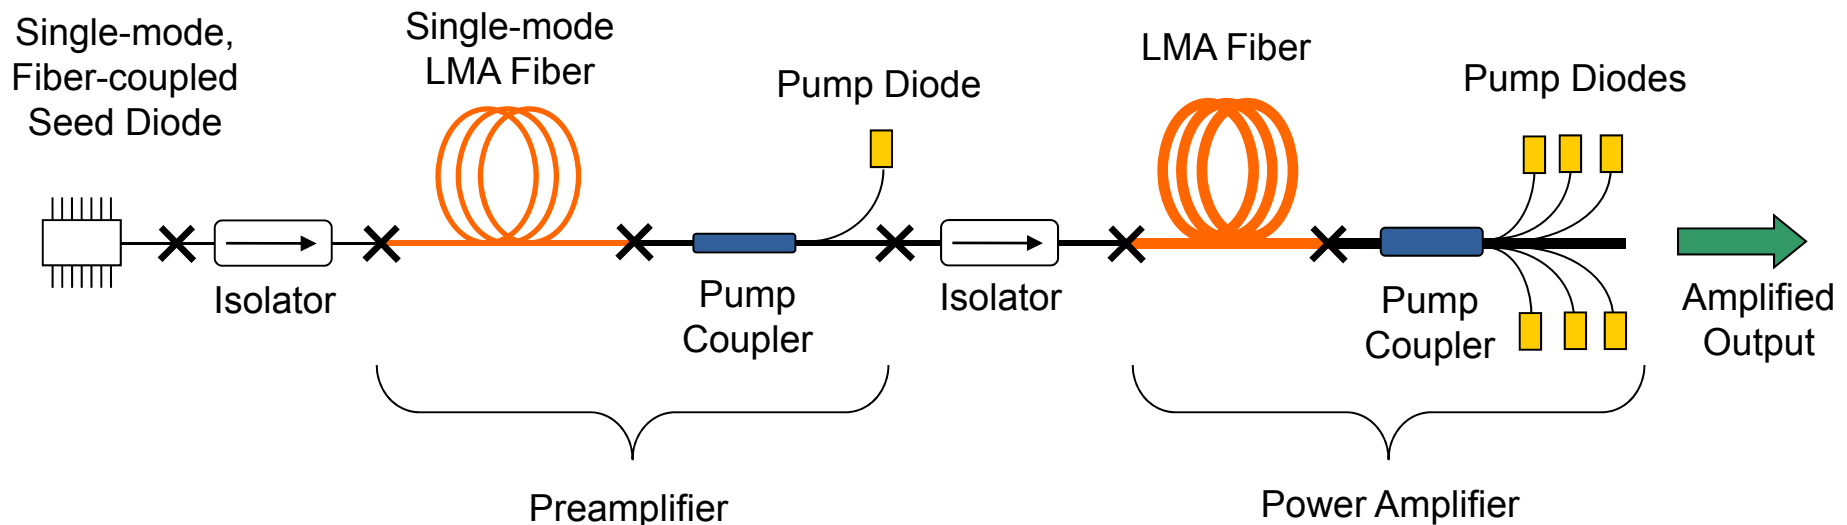 Single-mode,
Fiber-coupled
Seed Diode
Single-mode
LMA Fiber
Pump Diode
LMA Fiber
Pump Diodes
Isolator
Pump
Coupler
Isolator
Pump
Coupler
Amplified
Output
Preamplifier
Power Amplifier